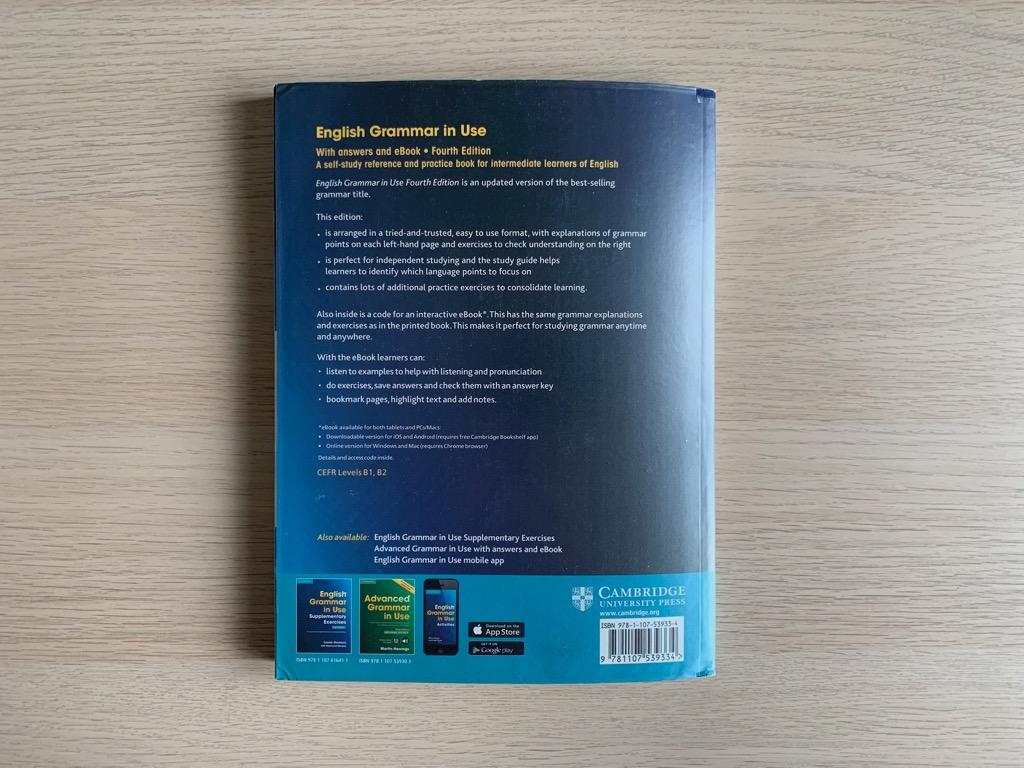 English Grammar in Use
With answers and eBook • Fourth Edition
A self-study reference and practice book for intermediate learners of English
English Grammar in Use Fourth Edition is an updated version of the best-selling
grammar title.
This edition:
• is arranged in a tried-and-trusted, easy to use format, with explanations of grammar
points on each left-hand page and exercises to check understanding on the right
• is perfect for independent studying and the study guide helps
learners to identify which language points to focus on
• contains lots of additional practice exercises to consolidate learning.
Also inside is a code for an interactive eBook*. This has the same grammar explanations
and exercises as in the printed book. This makes it perfect for studying grammar anytime
and anywhere.
With the eBook learners can:
• listen to examples to help with listening and pronunciation
• do exercises, save answers and check them with an answer key
• bookmark pages, highlight text and add notes.
*eBook available for both tablets and PCs/Macs:
• Downloadable version for iOS and Android (requires free Cambridge Bookshelf app)
• Online version for Windows and Mac (requires Chrome browser)
Details and access code inside.
CEFR Levels B1, B2
Also available: English Grammar in Use Supplementary Exercises
Advanced Grammar in Use with answers and eBook
English Grammar in Use mobile app
English
Grammar
in Use
Supplementary
Exercises
Advanced
Grammar
in Use
Martin Hewings
English
Grammar
in Use
Activities
Download on the
App Store
GET IT ON
Google play
CAMBRIDGE
UNIVERSITY PRESS
www.cambridge.org
ISBN 978-1-107-53933-4
9 781107 539334 >